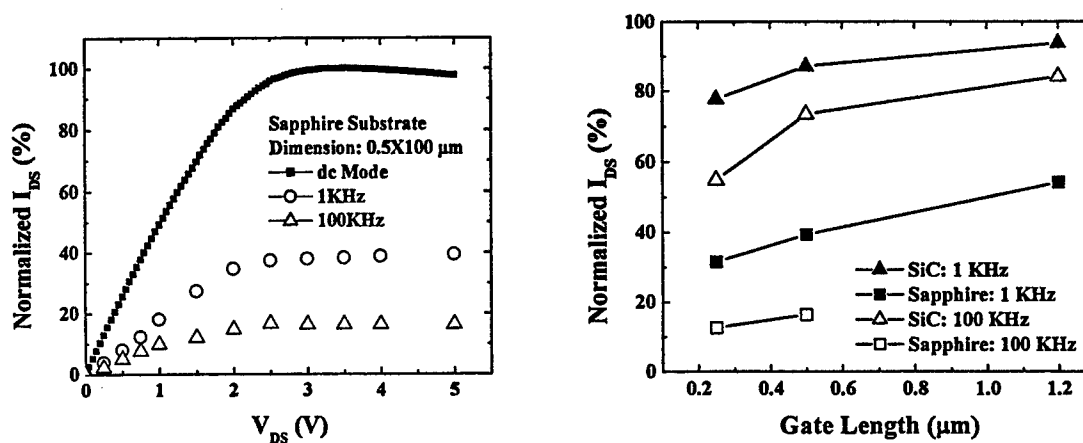 Normalized I_DS (%)
100
80
60
40
20
0
Sapphire Substrate
Dimension: 0.5X100 μm
dc Mode
1KHz
100KHz
0 1 2 3 4 5
V_DS (V)
Normalized I_DS (%)
100
80
60
40
20
0
SiC: 1 KHz
Sapphire: 1 KHz
SiC: 100 KHz
Sapphire: 100 KHz
0.2 0.4 0.6 0.8 1.0 1.2
Gate Length (μm)